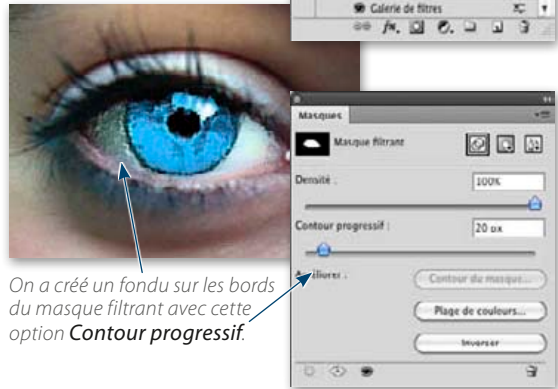 Galerie de filtres
fx
Masques
Masque filtrant
Densité :
100%
Contour progressif :
20 px
Améliorer :
Contour du masque...
Plage de couleurs...
Inverser
On a créé un fondu sur les bords
du masque filtrant avec cette
option Contour progressif.